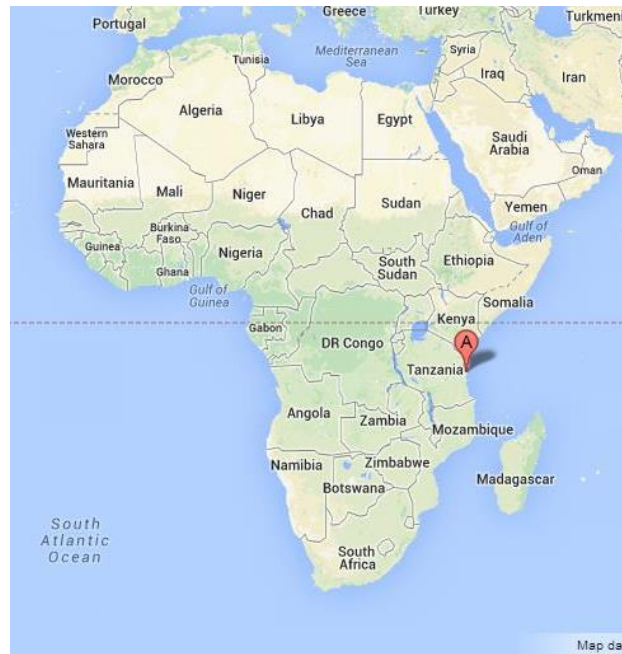 Greece
Turkey
Turkmeni
Portugal
Mediterranean
Sea
Syria
Tunisia
Iraq
Iran
Morocco
Algeria
Libya
Egypt
Western
Sahara
Saudi
Arabia
Oman
Mauritania
Mali
Niger
Chad
Sudan
Yemen
Gulf of
Aden
Burkina
Faso
Guinea
Nigeria
Ghana
South
Sudan
Ethiopia
Gulf of
Guinea
Somalia
Gabon
Kenya
DR Congo
A
Tanzania
Angola
Zambia
Mozambique
Namibia
Zimbabwe
Botswana
Madagascar
South
Atlantic
Ocean
South
Africa
Map da